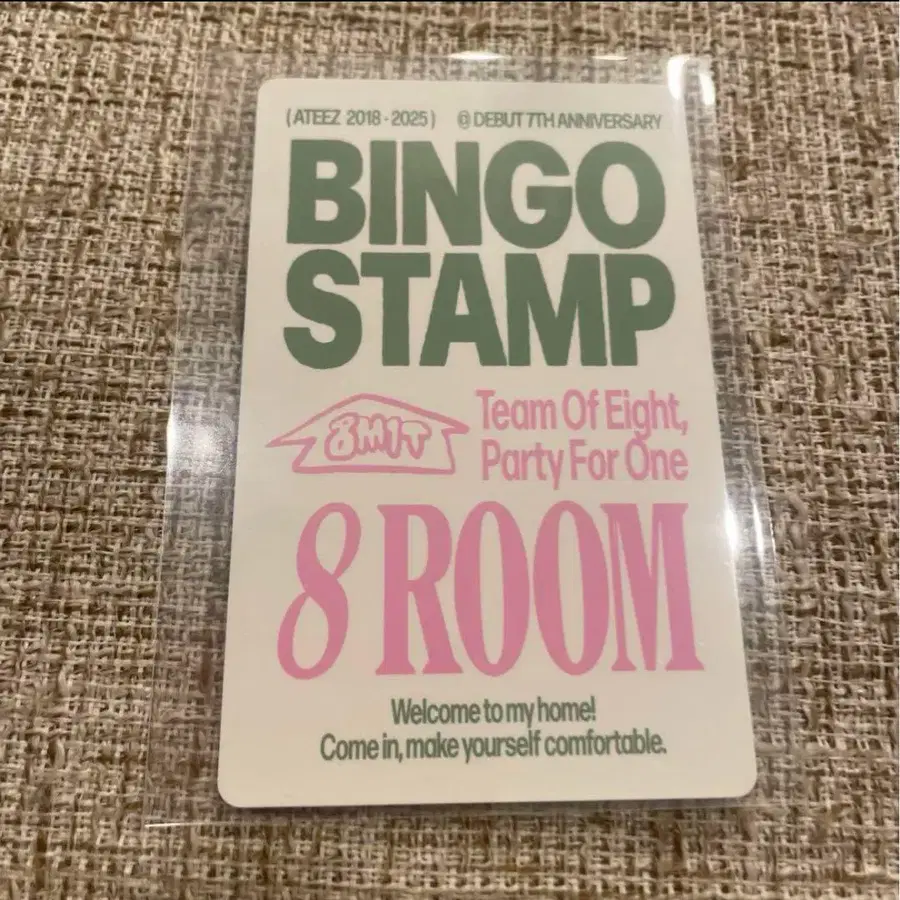 ( ATEEZ 2018 - 2025 ) @ DEBUT 7TH ANNIVERSARY
BINGO
STAMP
8MIT
Team Of Eight,
Party For One
8 ROOM
Welcome to my home!
Come in, make yourself comfortable.